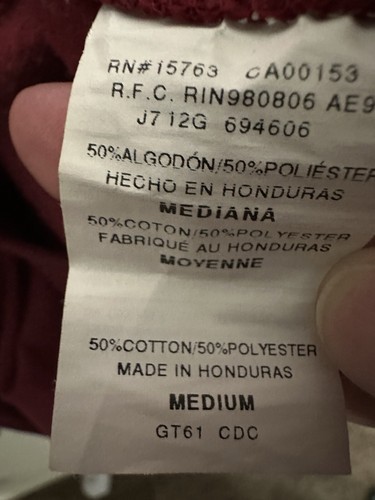 RN#15763 CA00153
R.F.C. RIN980806 AE9
J712G 694606
50%ALGODÓN/50%POLIÉSTER
HECHO EN HONDURAS
MEDIANA
50%COTON/50%POLYESTER
FABRIQUÉ AU HONDURAS
MOYENNE
50%COTTON/50%POLYESTER
MADE IN HONDURAS
MEDIUM
GT61 CDC